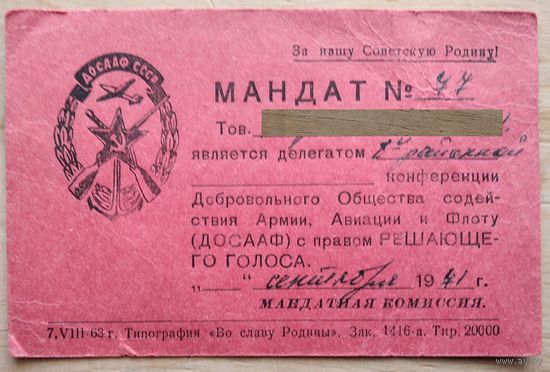 За нашу Советскую Родину!
ДОСААФ СССР
МАНДАТ № 77
Тов.
является делегатом 8й районной
конференции
Добровольного Общества содей-
ствия Армии, Авиации и Флоту
(ДОСААФ) с правом РЕШАЮЩЕ-
ГО ГОЛОСА.
„ “ сентября 1971 г.
МАНДАТНАЯ КОМИССИЯ.
7.VIII-63 г. Типография «Во славу Родины». Зак. 1416-а. Тир. 20000